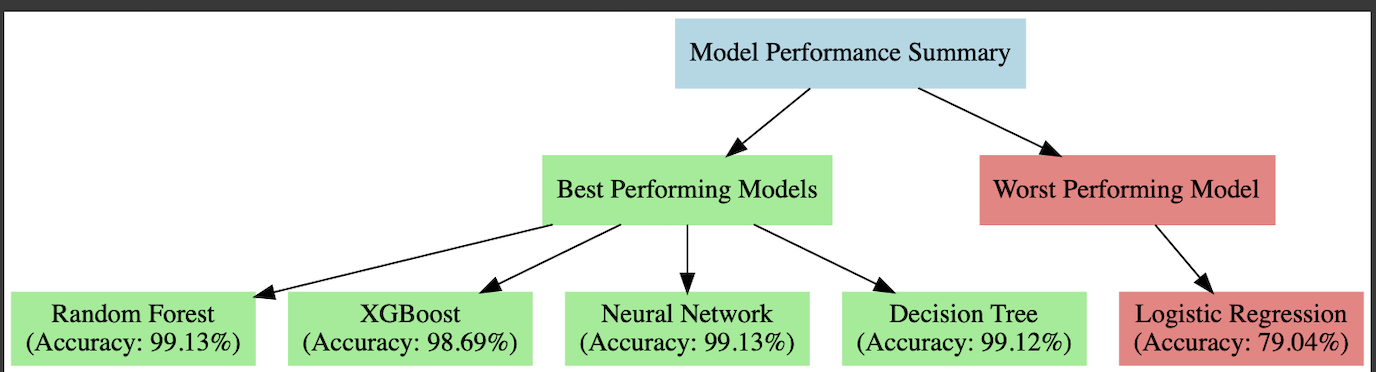 Model Performance Summary
Best Performing Models
Worst Performing Model
Random Forest
(Accuracy: 99.13%)
XGBoost
(Accuracy: 98.69%)
Neural Network
(Accuracy: 99.13%)
Decision Tree
(Accuracy: 99.12%)
Logistic Regression
(Accuracy: 79.04%)